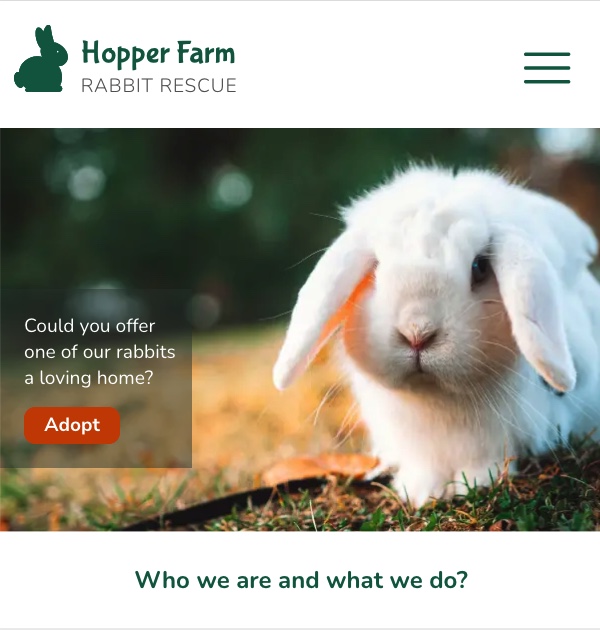 Hopper Farm
RABBIT RESCUE
Could you offer
one of our rabbits
a loving home?
Adopt
Who we are and what we do?